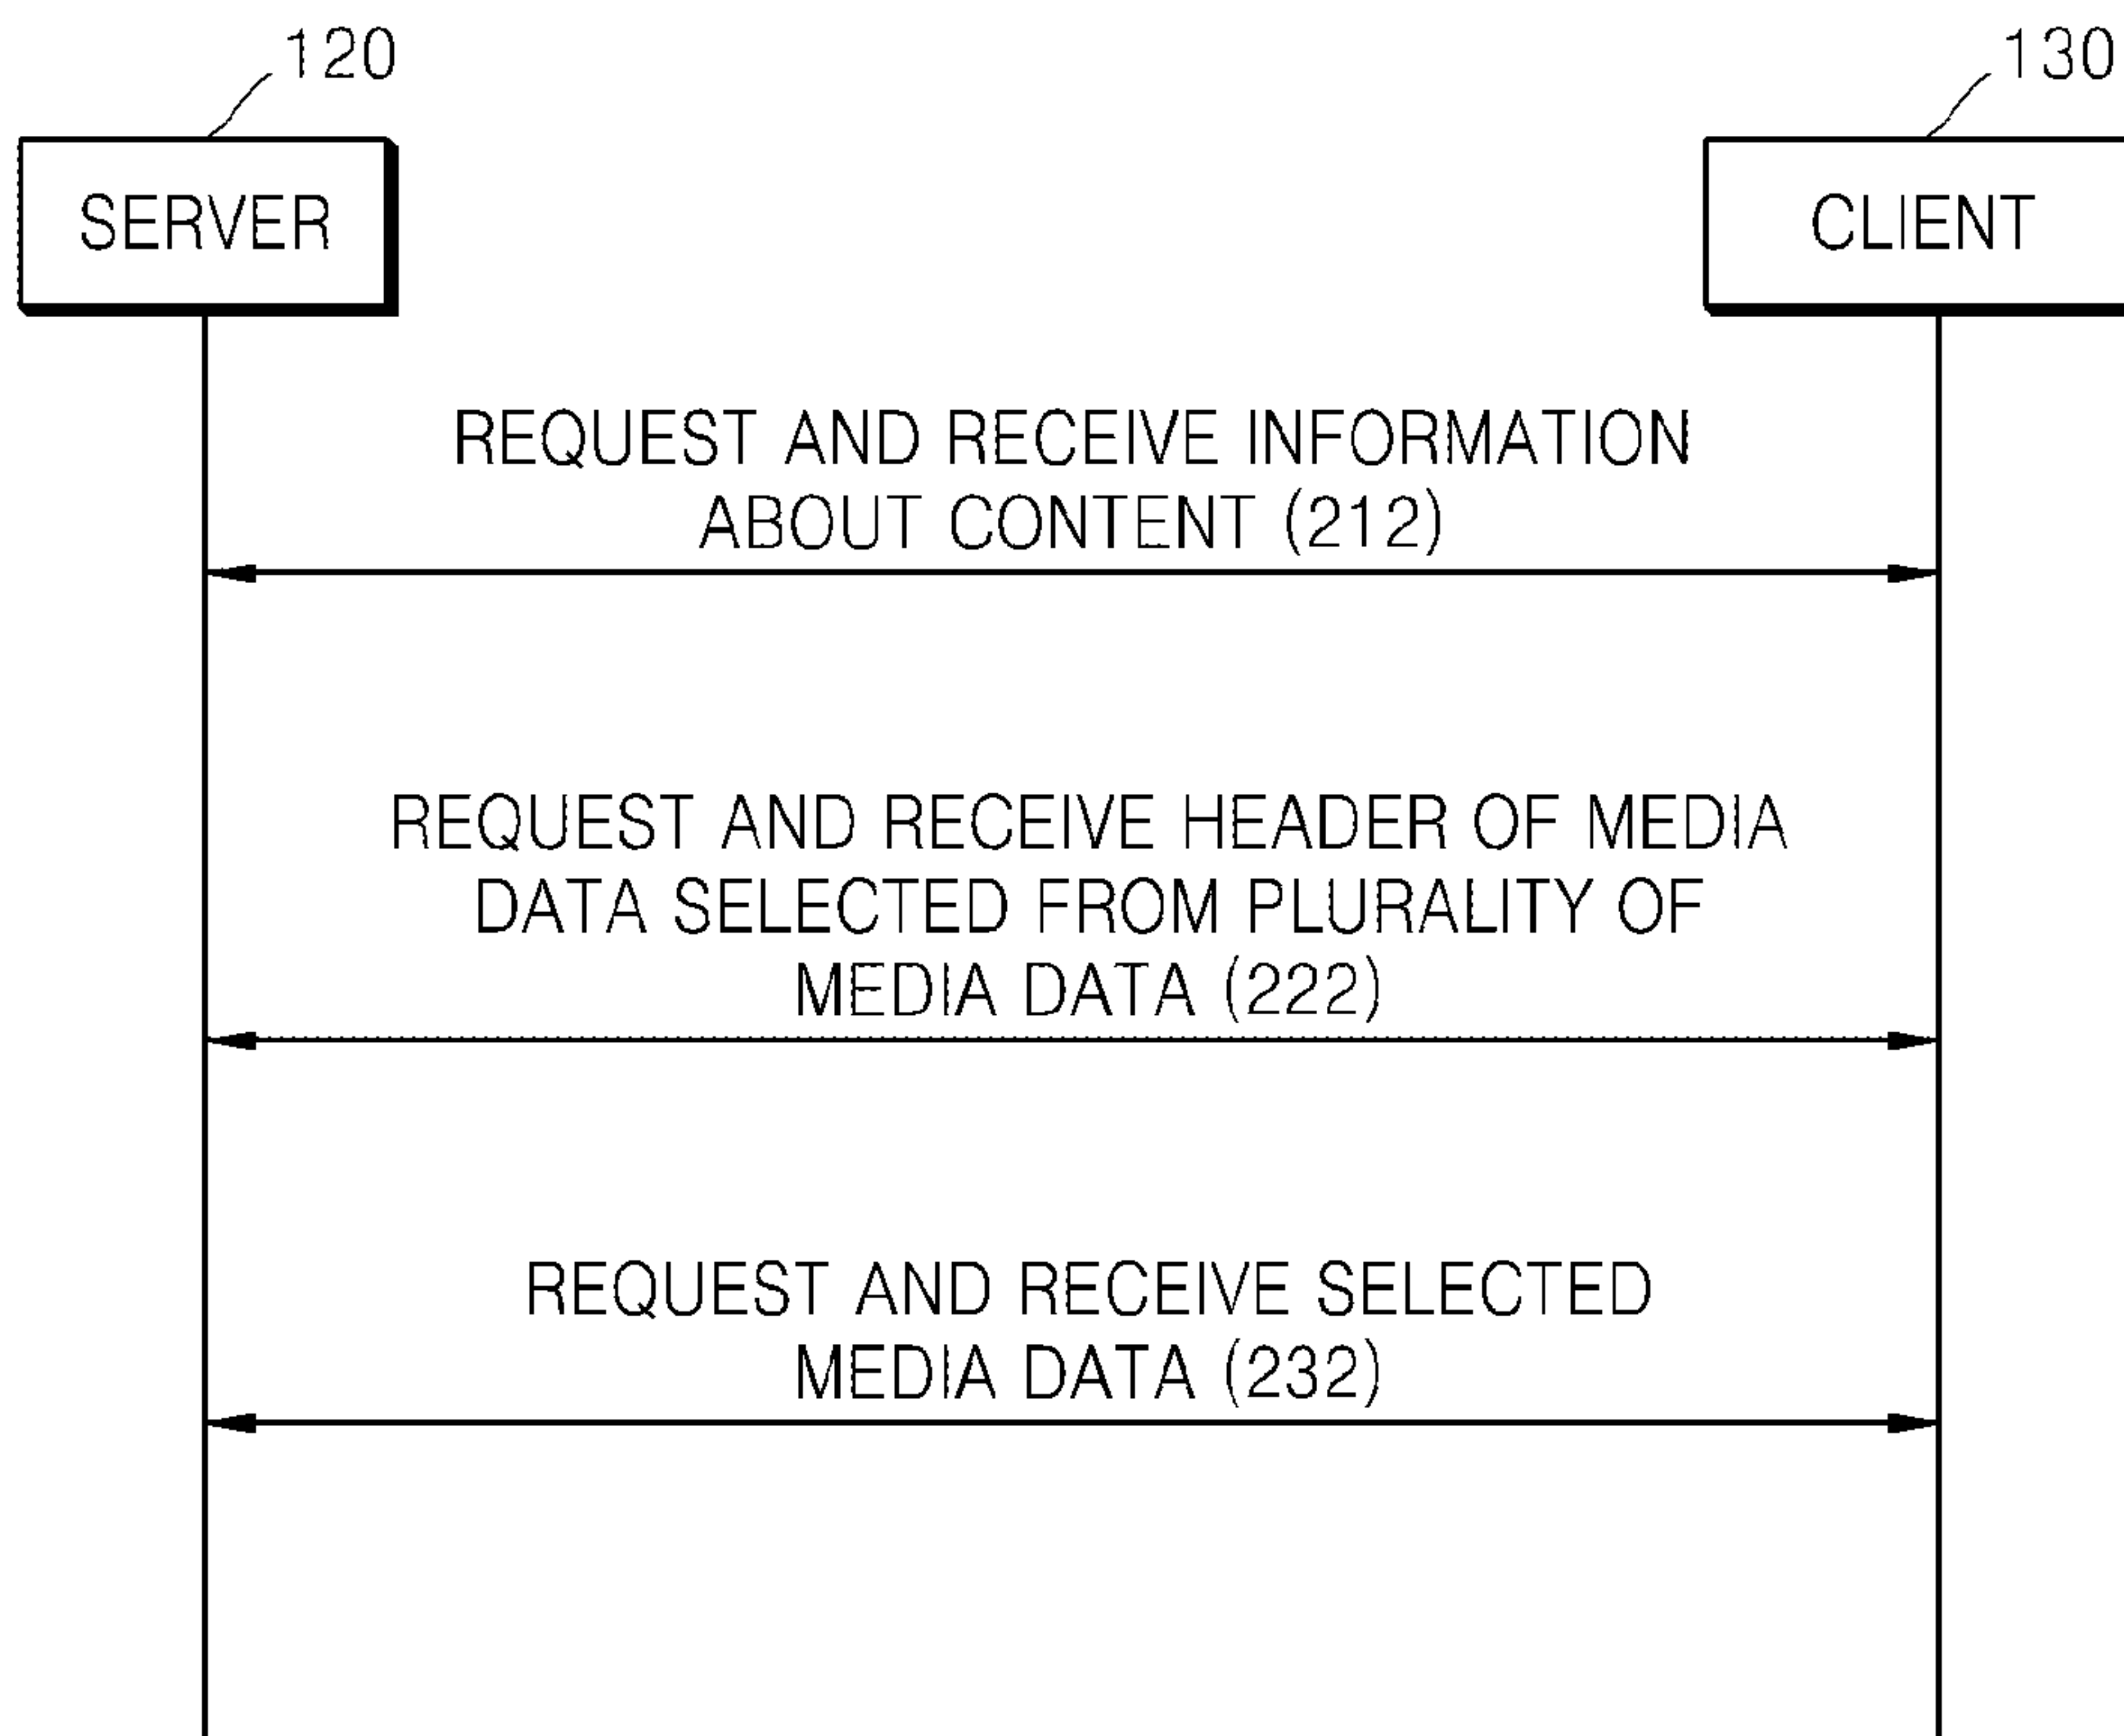 120
130
SERVER
CLIENT
REQUEST AND RECEIVE INFORMATION
ABOUT CONTENT (212)
REQUEST AND RECEIVE HEADER OF MEDIA
DATA SELECTED FROM PLURALITY OF
MEDIA DATA (222)
REQUEST AND RECEIVE SELECTED
MEDIA DATA (232)